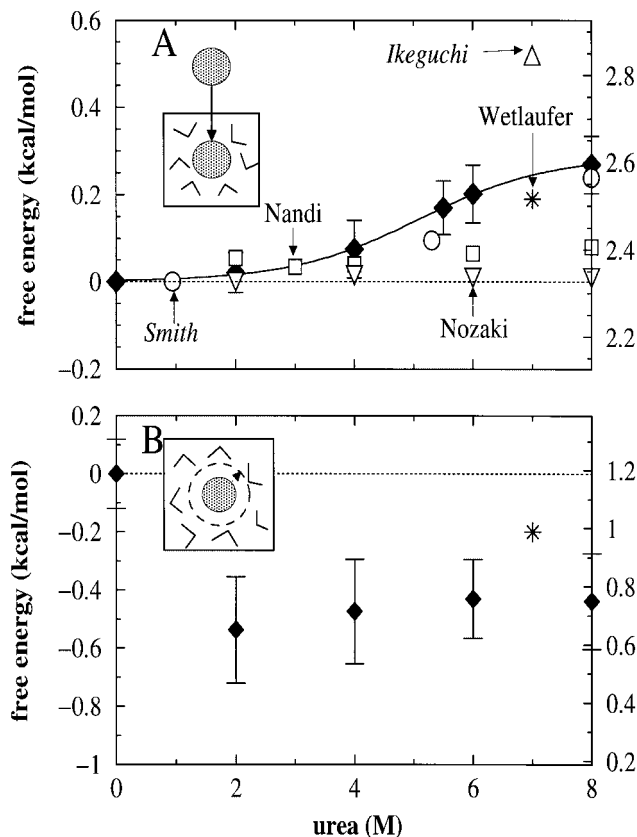 0.6
A
Ikeguchi
2.8
0.4
Wetlaufer
free energy (kcal/mol)
2.6
0.2
Nandi
2.4
0
Smith
Nozaki
2.2
−0.2
0.2
B
0
1.2
free energy (kcal/mol)
−0.2
1
−0.4
0.8
−0.6
0.6
−0.8
0.4
−1
0.2
0 2 4 6 8
urea (M)